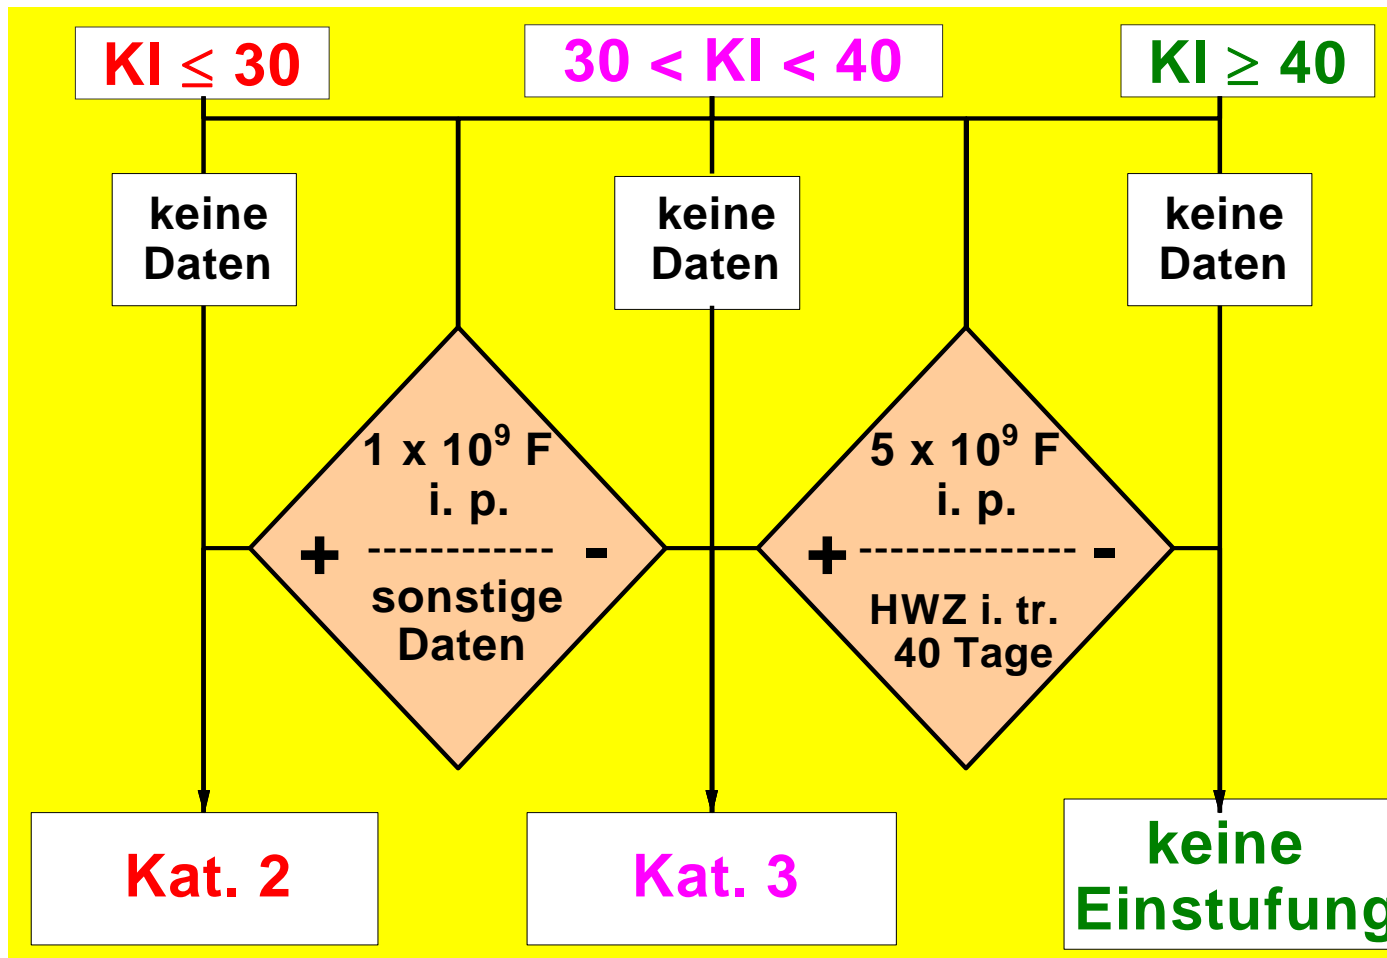 KI ≤ 30
30 < KI < 40
KI ≥ 40
keine
Daten
keine
Daten
keine
Daten
1 x 10⁹ F
i. p.
+ ------------ -
sonstige
Daten
5 x 10⁹ F
i. p.
+ -------------- -
HWZ i. tr.
40 Tage
Kat. 2
Kat. 3
keine
Einstufung